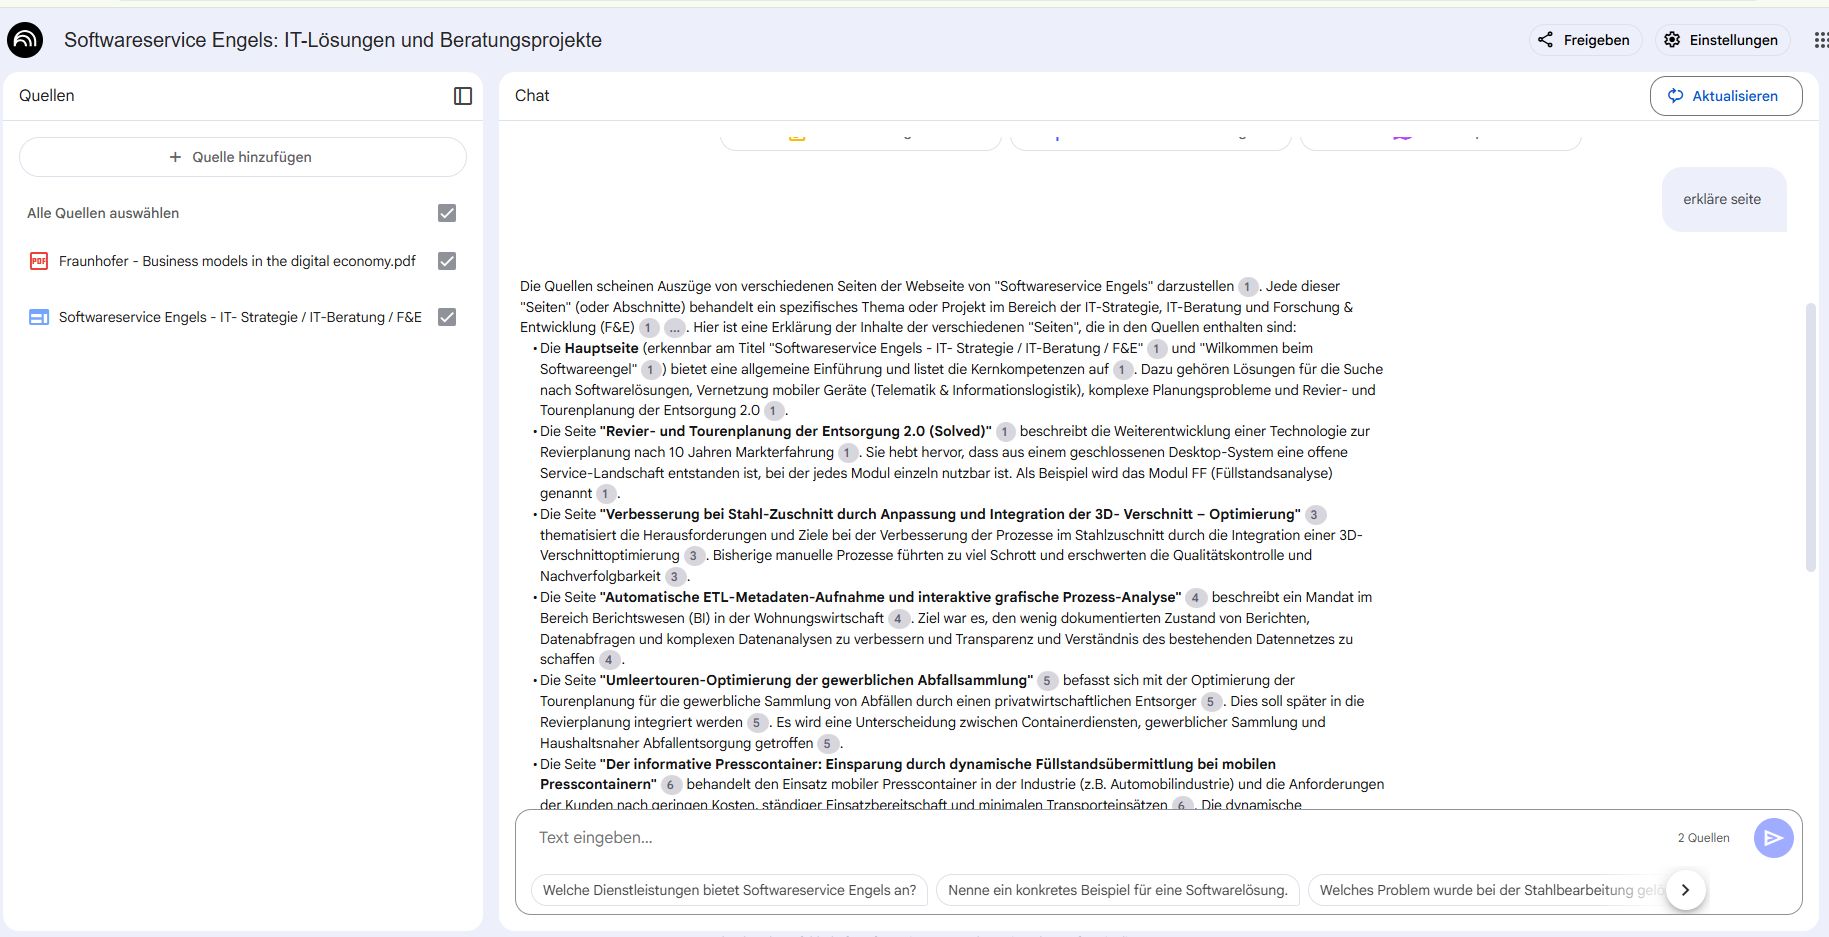 Softwareservice Engels: IT-Lösungen und Beratungsprojekte
Freigeben
Einstellungen
Quellen
Chat
Aktualisieren
+ Quelle hinzufügen
Alle Quellen auswählen
PDF Fraunhofer - Business models in the digital economy.pdf
Softwareservice Engels - IT- Strategie / IT-Beratung / F&E
erkläre seite
Die Quellen scheinen Auszüge von verschiedenen Seiten der Webseite von "Softwareservice Engels" darzustellen 1 . Jede dieser
"Seiten" (oder Abschnitte) behandelt ein spezifisches Thema oder Projekt im Bereich der IT-Strategie, IT-Beratung und Forschung &
Entwicklung (F&E) 1 ... . Hier ist eine Erklärung der Inhalte der verschiedenen "Seiten", die in den Quellen enthalten sind:
• Die Hauptseite (erkennbar am Titel "Softwareservice Engels - IT- Strategie / IT-Beratung / F&E" 1 und "Wilkommen beim
Softwareengel" 1 ) bietet eine allgemeine Einführung und listet die Kernkompetenzen auf 1 . Dazu gehören Lösungen für die Suche
nach Softwarelösungen, Vernetzung mobiler Geräte (Telematik & Informationslogistik), komplexe Planungsprobleme und Revier- und
Tourenplanung der Entsorgung 2.0 1 .
• Die Seite "Revier- und Tourenplanung der Entsorgung 2.0 (Solved)" 1 beschreibt die Weiterentwicklung einer Technologie zur
Revierplanung nach 10 Jahren Markterfahrung 1 . Sie hebt hervor, dass aus einem geschlossenen Desktop-System eine offene
Service-Landschaft entstanden ist, bei der jedes Modul einzeln nutzbar ist. Als Beispiel wird das Modul FF (Füllstandsanalyse)
genannt 1 .
• Die Seite "Verbesserung bei Stahl-Zuschnitt durch Anpassung und Integration der 3D- Verschnitt – Optimierung" 3
thematisiert die Herausforderungen und Ziele bei der Verbesserung der Prozesse im Stahlzuschnitt durch die Integration einer 3D-
Verschnittoptimierung 3 . Bisherige manuelle Prozesse führten zu viel Schrott und erschwerten die Qualitätskontrolle und
Nachverfolgbarkeit 3 .
• Die Seite "Automatische ETL-Metadaten-Aufnahme und interaktive grafische Prozess-Analyse" 4 beschreibt ein Mandat im
Bereich Berichtswesen (BI) in der Wohnungswirtschaft 4 . Ziel war es, den wenig dokumentierten Zustand von Berichten,
Datenabfragen und komplexen Datenanalysen zu verbessern und Transparenz und Verständnis des bestehenden Datennetzes zu
schaffen 4 .
• Die Seite "Umleertouren-Optimierung der gewerblichen Abfallsammlung" 5 befasst sich mit der Optimierung der
Tourenplanung für die gewerbliche Sammlung von Abfällen durch einen privatwirtschaftlichen Entsorger 5 . Dies soll später in die
Revierplanung integriert werden 5 . Es wird eine Unterscheidung zwischen Containerdiensten, gewerblicher Sammlung und
Haushaltsnaher Abfallentsorgung getroffen 5 .
• Die Seite "Der informative Presscontainer: Einsparung durch dynamische Füllstandsübermittlung bei mobilen
Presscontainern" 6 behandelt den Einsatz mobiler Presscontainer in der Industrie (z.B. Automobilindustrie) und die Anforderungen
der Kunden nach geringen Kosten, ständiger Einsatzbereitschaft und minimalen Transporteinsätzen 6 . Die dynamische
Text eingeben...
2 Quellen
Welche Dienstleistungen bietet Softwareservice Engels an?
Nenne ein konkretes Beispiel für eine Softwarelösung.
Welches Problem wurde bei der Stahlbearbeitung gelö